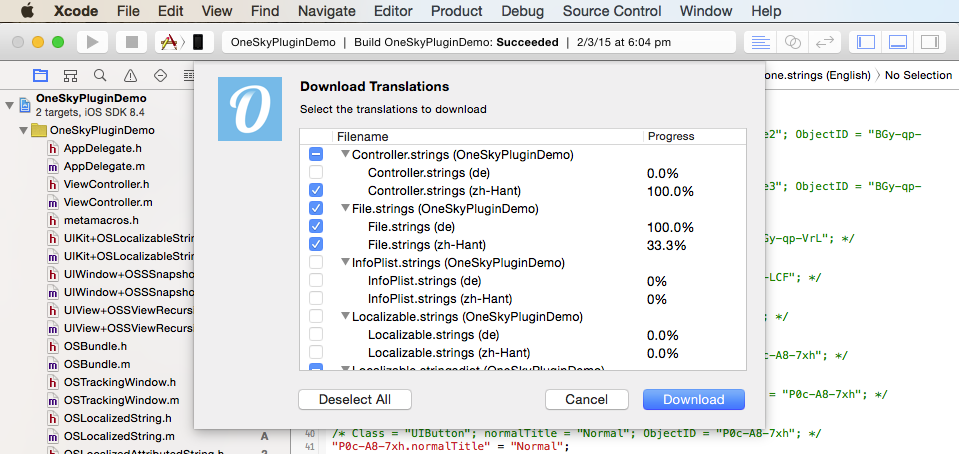 Xcode File Edit View Find Navigate Editor Product Debug Source Control Window Help
OneSkyPluginDemo | Build OneSkyPluginDemo: Succeeded | 2/3/15 at 6:04 pm
one.strings (English) No Selection
OneSkyPluginDemo
2 targets, iOS SDK 8.4
OneSkyPluginDemo
h AppDelegate.h
m AppDelegate.m
h ViewController.h
m ViewController.m
h metamacros.h
h UIKit+OSLocalizableStrin
m UIKit+OSLocalizableStrin
h UIWindow+OSSSnapsho
m UIWindow+OSSSnapsho
h UIView+OSSViewRecurs
m UIView+OSSViewRecurs
h OSBundle.h
m OSBundle.m
h OSTrackingWindow.h
m OSTrackingWindow.m
h OSLocalizedString.h
m OSLocalizedString.m A
h OSLocalizedAttributedString.h 2
O
Download Translations
Select the translations to download
Filename Progress
Controller.strings (OneSkyPluginDemo)
Controller.strings (de) 0.0%
Controller.strings (zh-Hant) 100.0%
File.strings (OneSkyPluginDemo)
File.strings (de) 100.0%
File.strings (zh-Hant) 33.3%
InfoPlist.strings (OneSkyPluginDemo)
InfoPlist.strings (de) 0%
InfoPlist.strings (zh-Hant) 0%
Localizable.strings (OneSkyPluginDemo)
Localizable.strings (de) 0.0%
Localizable.strings (zh-Hant) 0.0%
Localizable.stringsdict (OneSkyPluginDemo)
Deselect All Cancel Download
e2"; ObjectID = "BGy-qp-
e3"; ObjectID = "BGy-qp-
Gy-qp-VrL"; */
-LCF"; */
; */
c-A8-7xh"; */
= "P0c-A8-7xh"; */
40 /* Class = "UIButton"; normalTitle = "Normal"; ObjectID = "P0c-A8-7xh"; */
41 "P0c-A8-7xh.normalTitle" = "Normal";